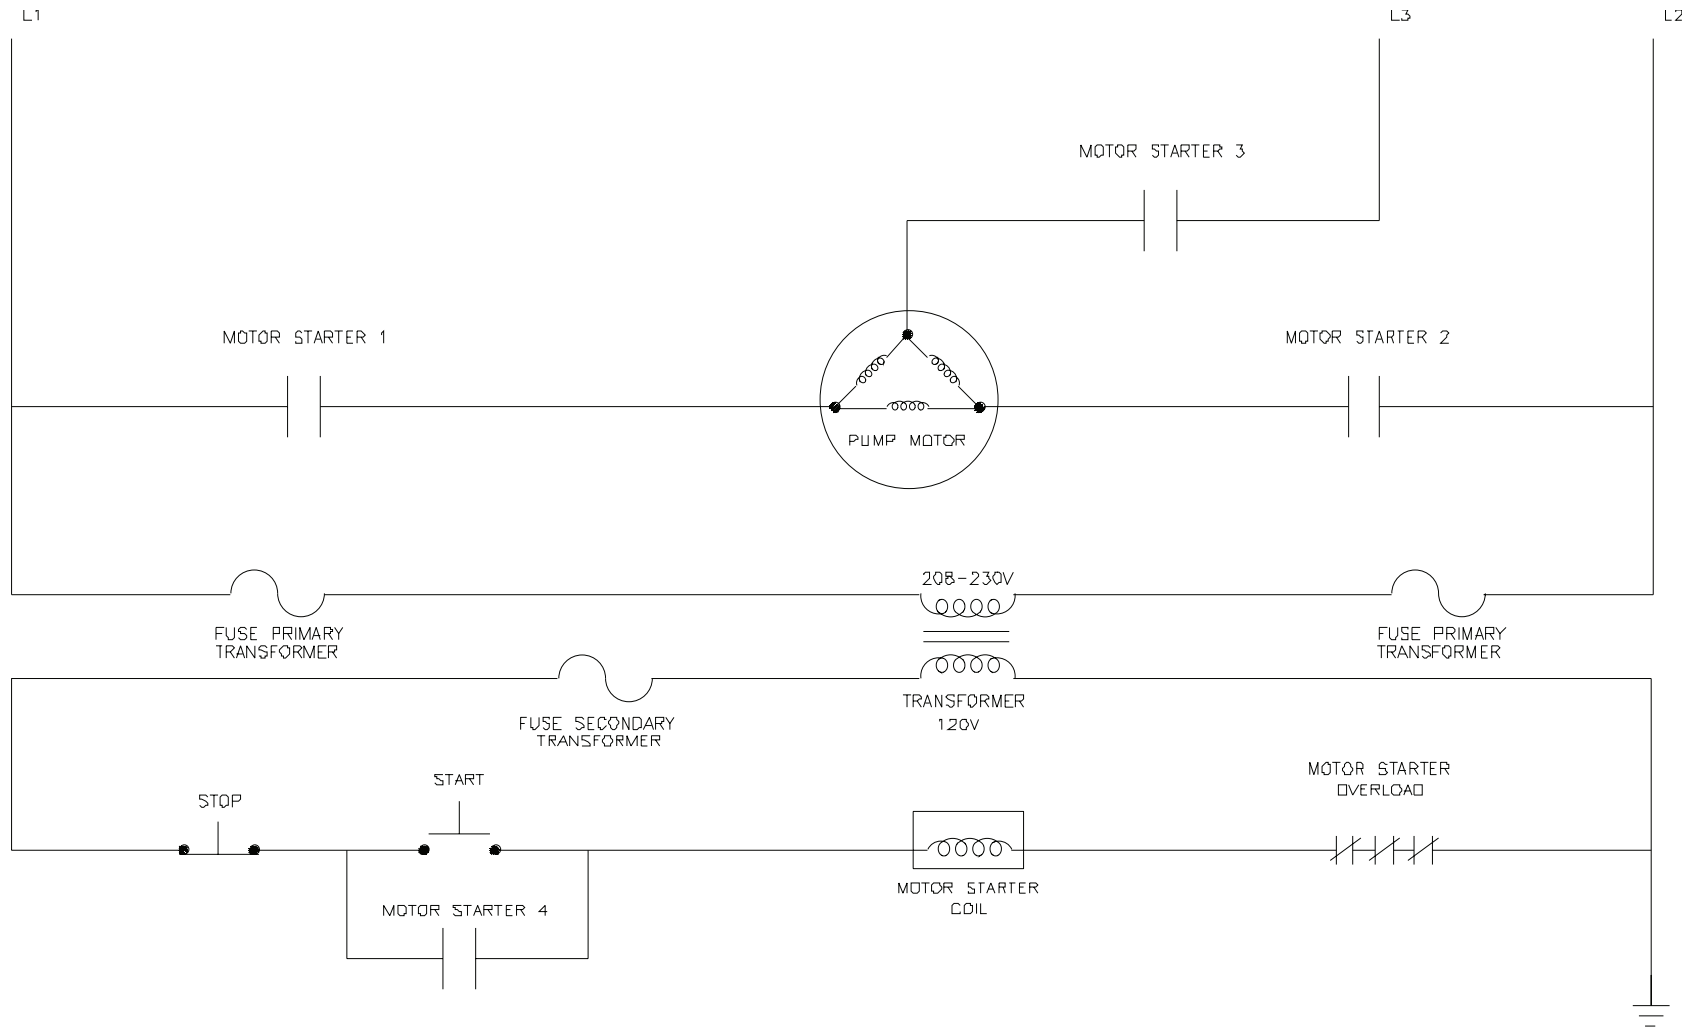 L1
L3
L2
MOTOR STARTER 3
MOTOR STARTER 1
MOTOR STARTER 2
PUMP MOTOR
208-230V
FUSE PRIMARY
TRANSFORMER
FUSE PRIMARY
TRANSFORMER
TRANSFORMER
120V
FUSE SECONDARY
TRANSFORMER
MOTOR STARTER
OVERLOAD
START
STOP
MOTOR STARTER
COIL
MOTOR STARTER 4